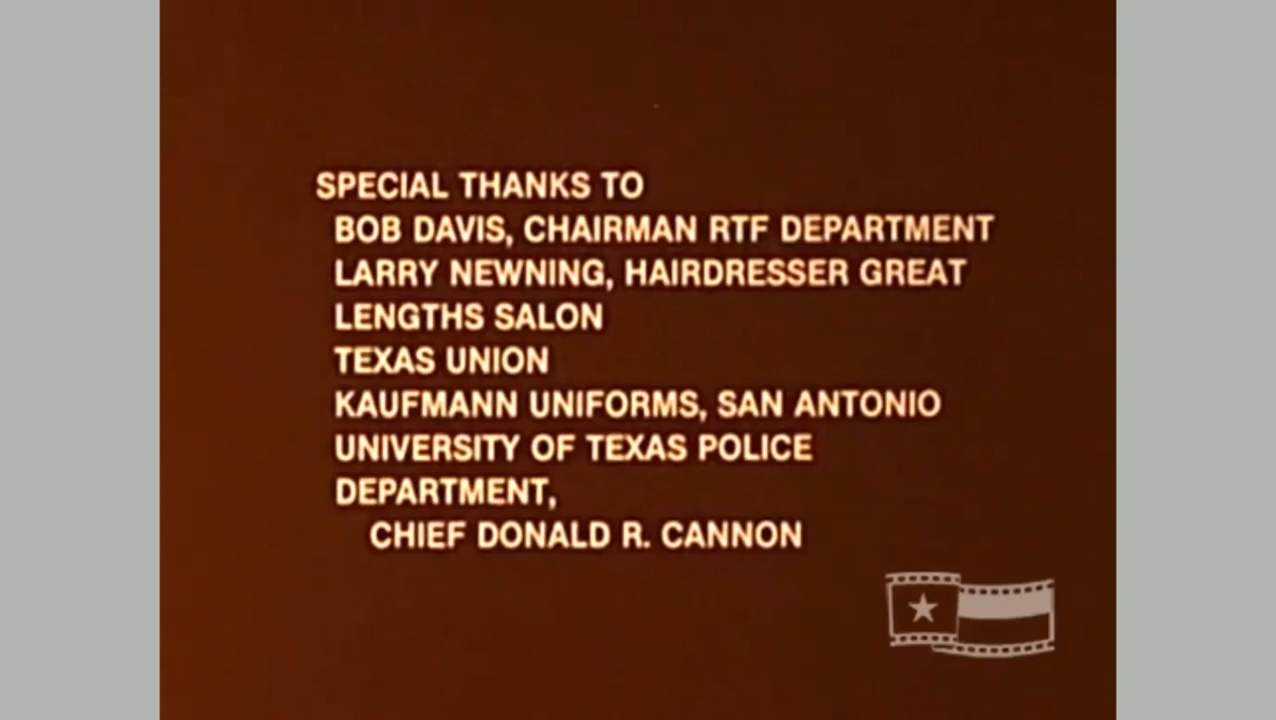 SPECIAL THANKS TO
BOB DAVIS, CHAIRMAN RTF DEPARTMENT
LARRY NEWNING, HAIRDRESSER GREAT
LENGTHS SALON
TEXAS UNION
KAUFMANN UNIFORMS, SAN ANTONIO
UNIVERSITY OF TEXAS POLICE
DEPARTMENT,
CHIEF DONALD R. CANNON